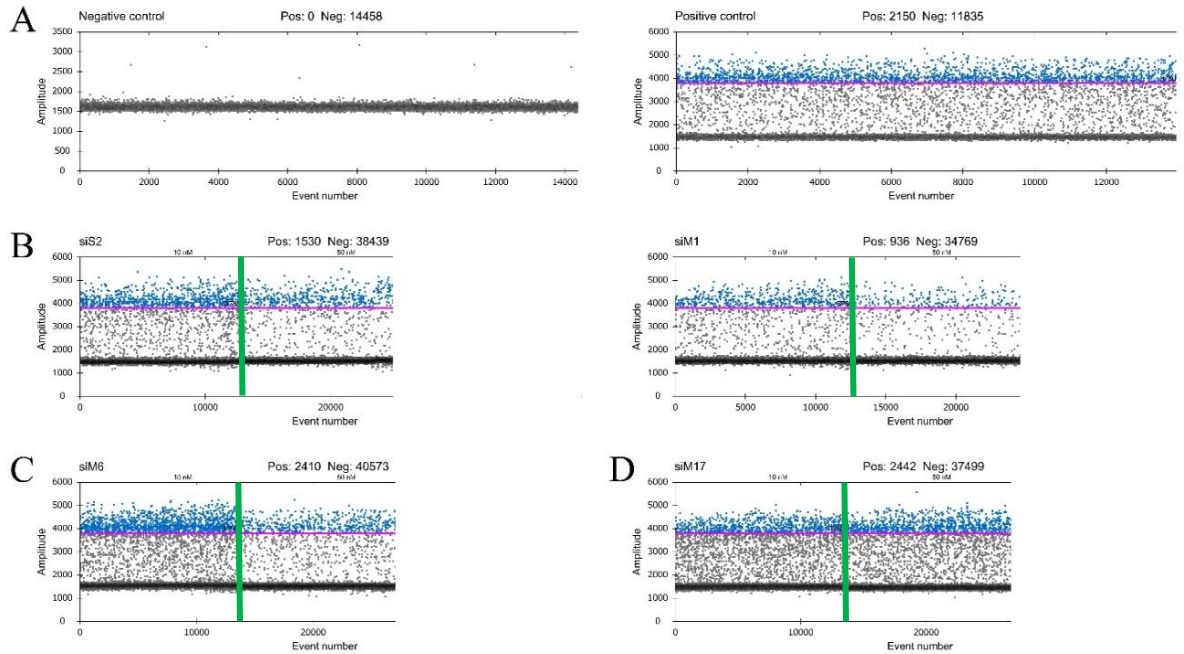 A
Negative control Pos: 0 Neg: 14458
3500
3000
2500
2000
1500
1000
500
0
Amplitude
0 2000 4000 6000 8000 10000 12000 14000
Event number
Positive control Pos: 2150 Neg: 11835
6000
5000
4000
3000
2000
1000
0
Amplitude
0 2000 4000 6000 8000 10000 12000
Event number
B
siS2 Pos: 1530 Neg: 38439
10 nM 50 nM
6000
5000
4000
3000
2000
1000
0
Amplitude
0 10000 20000
Event number
siM1 Pos: 936 Neg: 34769
10 nM 50 nM
6000
5000
4000
3000
2000
1000
0
Amplitude
0 5000 10000 15000 20000
Event number
C
siM6 Pos: 2410 Neg: 40573
10 nM 50 nM
6000
5000
4000
3000
2000
1000
0
Amplitude
0 10000 20000
Event number
D
siM17 Pos: 2442 Neg: 37499
10 nM 50 nM
6000
5000
4000
3000
2000
1000
0
Amplitude
0 10000 20000
Event number